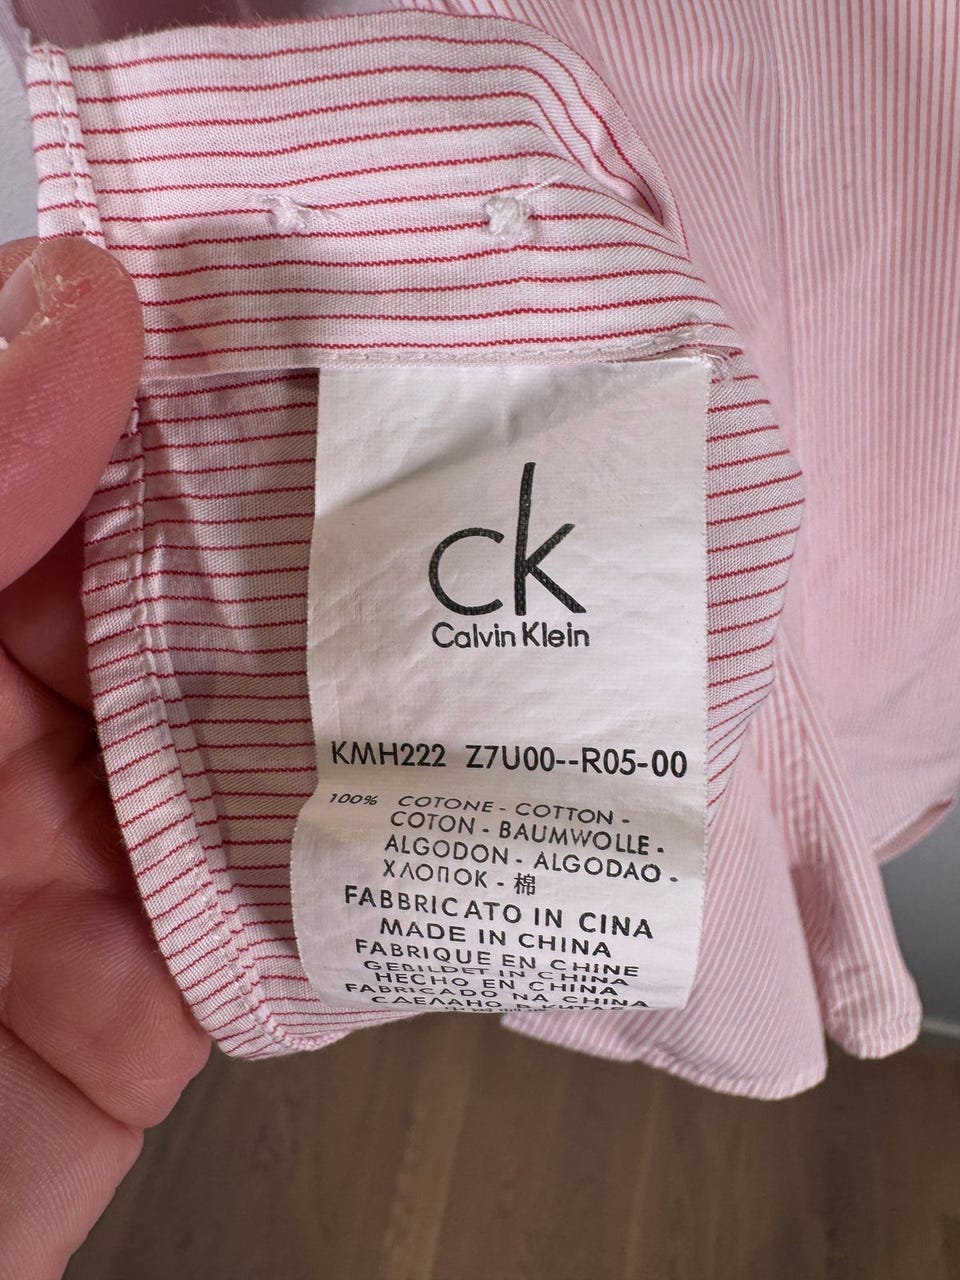 ck
Calvin Klein
KMH222 Z7U00--R05-00
100% COTONE - COTTON -
COTON - BAUMWOLLE -
ALGODON - ALGODAO -
ХЛОПОК - 棉
FABBRICATO IN CINA
MADE IN CHINA
FABRIQUE EN CHINE
GEBILDET IN CHINA
HECHO EN CHINA
FABRICADO NA CHINA
СДЕЛАНО В КИТАЕ